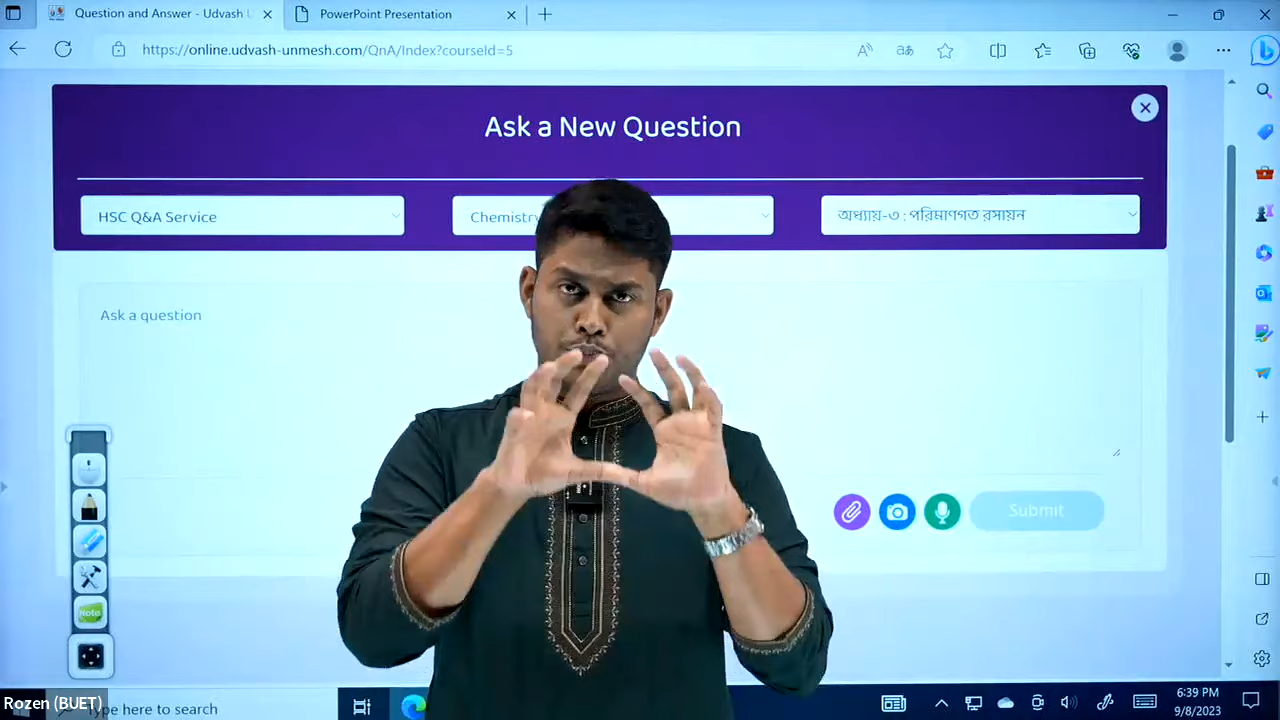 Question and Answer - Udvash U
PowerPoint Presentation
https://online.udvash-unmesh.com/QnA/Index?courseId=5
Ask a New Question
HSC Q&A Service
Chemistry
অধ্যায়-৩ : পরিমাণগত রসায়ন
Ask a question
Submit
Note
Rozen (BUET)
Type here to search
6:39 PM
9/8/2023